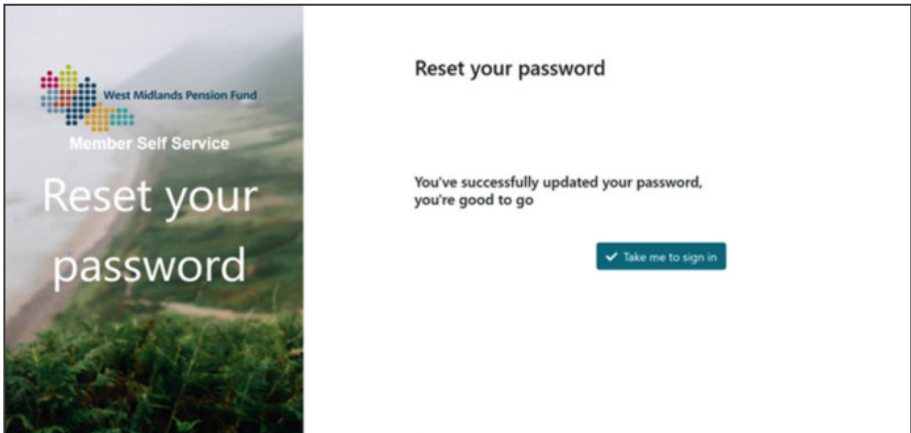 West Midlands Pension Fund
Member Self Service
Reset your
password
Reset your password
You've successfully updated your password,
you're good to go
Take me to sign in